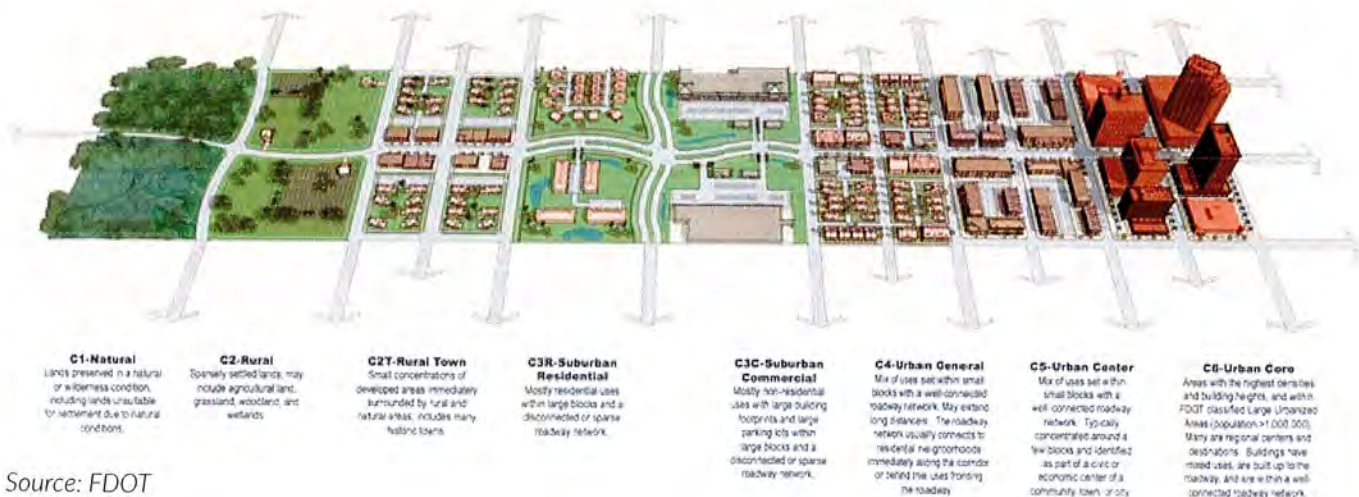 C1-Natural
Lands preserved in a natural
or wilderness condition,
including lands unsuitable
for settlement due to natural
conditions.
C2-Rural
Sparsely settled lands; may
include agricultural land,
grassland, woodland, and
wetlands.
C2T-Rural Town
Small concentrations of
developed areas immediately
surrounded by rural and
natural areas; includes many
historic towns.
C3R-Suburban
Residential
Mostly residential uses
within large blocks and a
disconnected or sparse
roadway network.
C3C-Suburban
Commercial
Mostly non-residential
uses with large building
footprints and large
parking lots within
large blocks and a
disconnected or sparse
roadway network.
C4-Urban General
Mix of uses set within small
blocks with a well-connected
roadway network. May extend
long distances. The roadway
network usually connects to
residential neighborhoods
immediately along the corridor
or behind the uses fronting
the roadway.
C5-Urban Center
Mix of uses set within
small blocks with a
well-connected roadway
network. Typically
concentrated around a
few blocks and identified
as part of a civic or
economic center of a
community, town, or city.
C6-Urban Core
Areas with the highest densities
and building heights, and within
FDOT classified Large Urbanized
Areas (population >1,000,000).
Many are regional centers and
destinations. Buildings have
mixed uses, are built up to the
roadway, and are within a well-
connected roadway network.
Source: FDOT